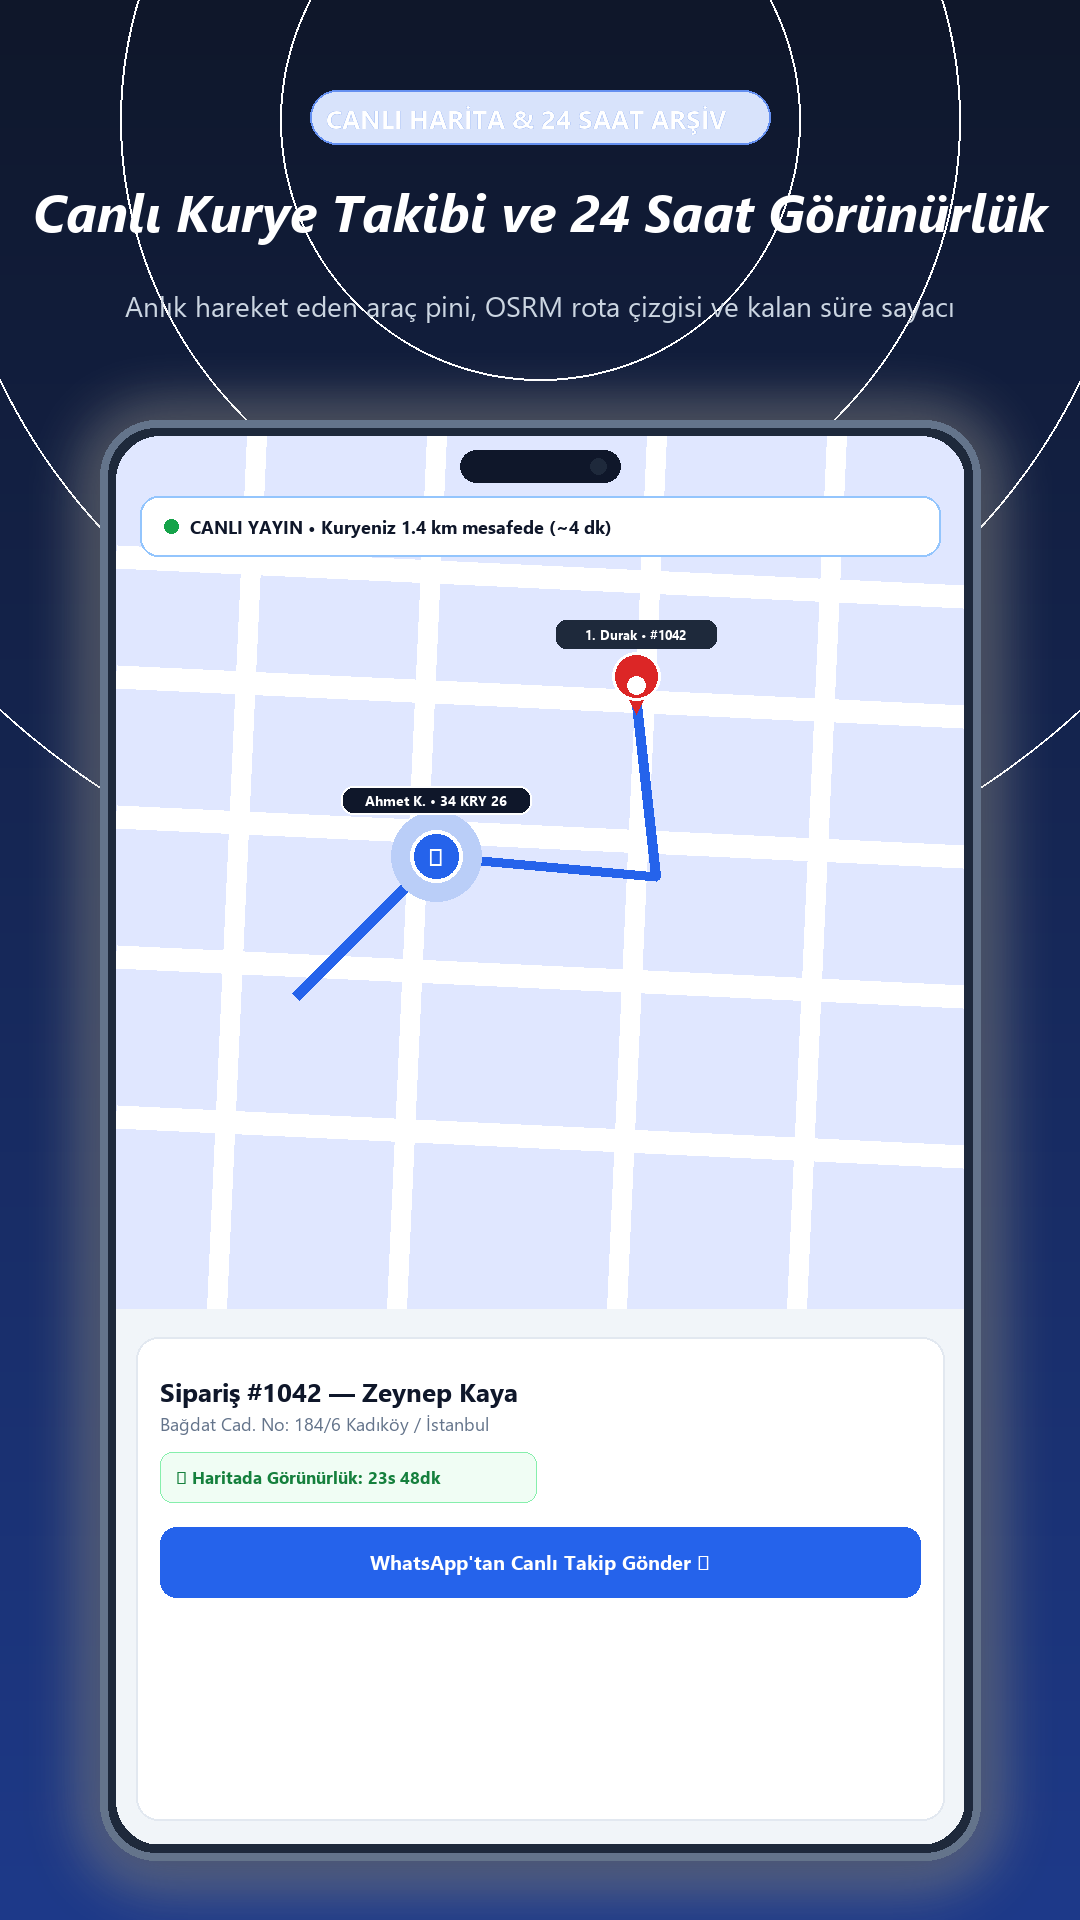 CANLI HARİTA & 24 SAAT ARŞİV
Canlı Kurye Takibi ve 24 Saat Görünürlük
Anlık hareket eden araç pini, OSRM rota çizgisi ve kalan süre sayacı
CANLI YAYIN • Kuryeniz 1.4 km mesafede (~4 dk)
1. Durak • #1042
Ahmet K. • 34 KRY 26
Sipariş #1042 — Zeynep Kaya
Bağdat Cad. No: 184/6 Kadıköy / İstanbul
Haritada Görünürlük: 23s 48dk
WhatsApp'tan Canlı Takip Gönder